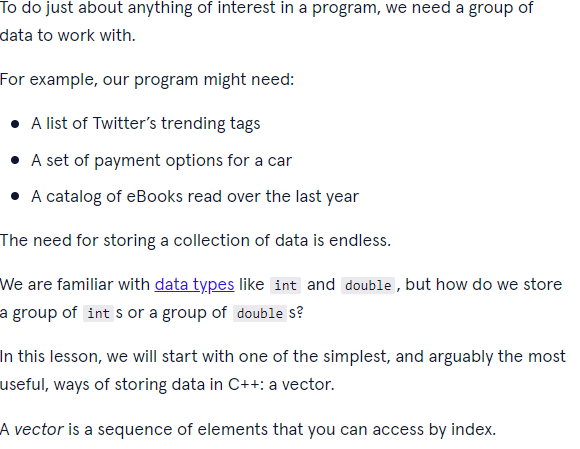 To do just about anything of interest in a program, we need a group of
data to work with.
For example, our program might need:
A list of Twitter’s trending tags
A set of payment options for a car
A catalog of eBooks read over the last year
The need for storing a collection of data is endless.
We are familiar with data types like int and double, but how do we store
a group of ints or a group of doubles?
In this lesson, we will start with one of the simplest, and arguably the most
useful, ways of storing data in C++: a vector.
A vector is a sequence of elements that you can access by index.